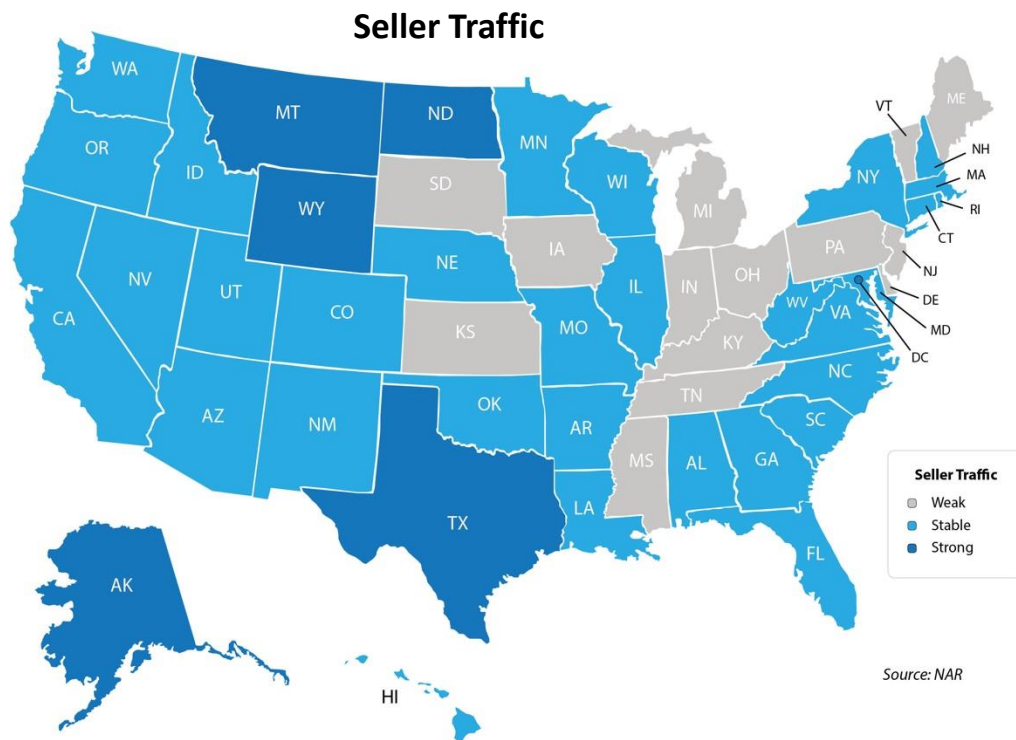 Seller Traffic
WA
MT
ND
MN
VT
ME
OR
ID
SD
WI
NY
NH
MA
WY
MI
RI
CT
NV
NE
IA
PA
NJ
UT
IL
IN
OH
DE
CO
WV
VA
MD
CA
KS
MO
KY
DC
NC
AZ
NM
OK
TN
AR
SC
MS
AL
GA
Seller Traffic
LA
Weak
TX
Stable
Strong
FL
AK
HI
Source: NAR